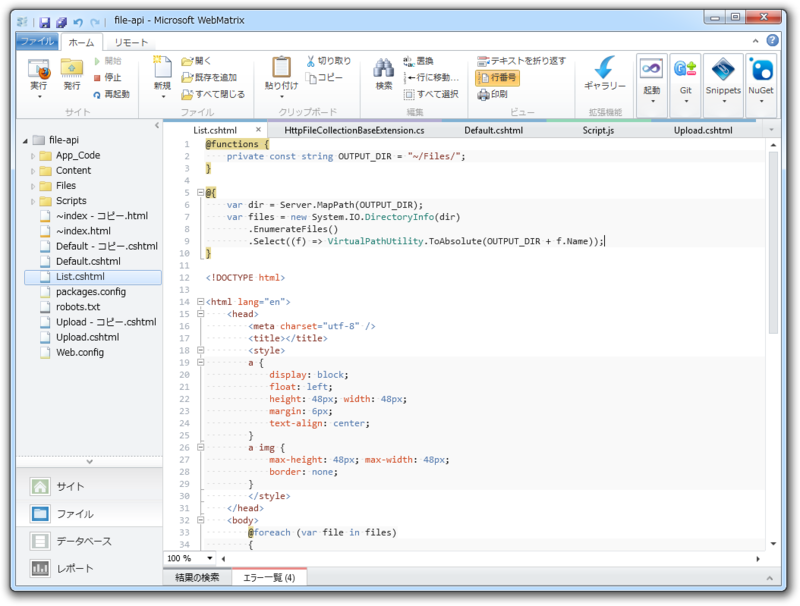 file-api - Microsoft WebMatrix
ファイル ホーム リモート
実行 発行 開始 停止 再起動
サイト
新規 開く 既存を追加 すべて閉じる
ファイル
貼り付け 切り取り コピー
クリップボード
検索 置換 行に移動... すべて選択
編集
テキストを折り返す 行番号 印刷
ビュー
ギャラリー
拡張機能
起動 Git Snippets NuGet
file-api
App_Code
Content
Files
Scripts
~index - コピー.html
~index.html
Default - コピー.cshtml
Default.cshtml
List.cshtml
packages.config
robots.txt
Upload - コピー.cshtml
Upload.cshtml
Web.config
サイト
ファイル
データベース
レポート
List.cshtml × HttpFileCollectionBaseExtension.cs Default.cshtml Script.js Upload.cshtml
1 @functions {
2 private const string OUTPUT_DIR = "~/Files/";
3 }
4
5 @{
6 var dir = Server.MapPath(OUTPUT_DIR);
7 var files = new System.IO.DirectoryInfo(dir)
8 .EnumerateFiles()
9 .Select((f) => VirtualPathUtility.ToAbsolute(OUTPUT_DIR + f.Name));
10 }
11
12 <!DOCTYPE html>
13
14 <html lang="en">
15 <head>
16 <meta charset="utf-8" />
17 <title></title>
18 <style>
19 a {
20 display: block;
21 float: left;
22 height: 48px; width: 48px;
23 margin: 6px;
24 text-align: center;
25 }
26 a img {
27 max-height: 48px; max-width: 48px;
28 border: none;
29 }
30 </style>
31 </head>
32 <body>
33 @foreach (var file in files)
34 {
100 %
結果の検索 エラー一覧 (4)